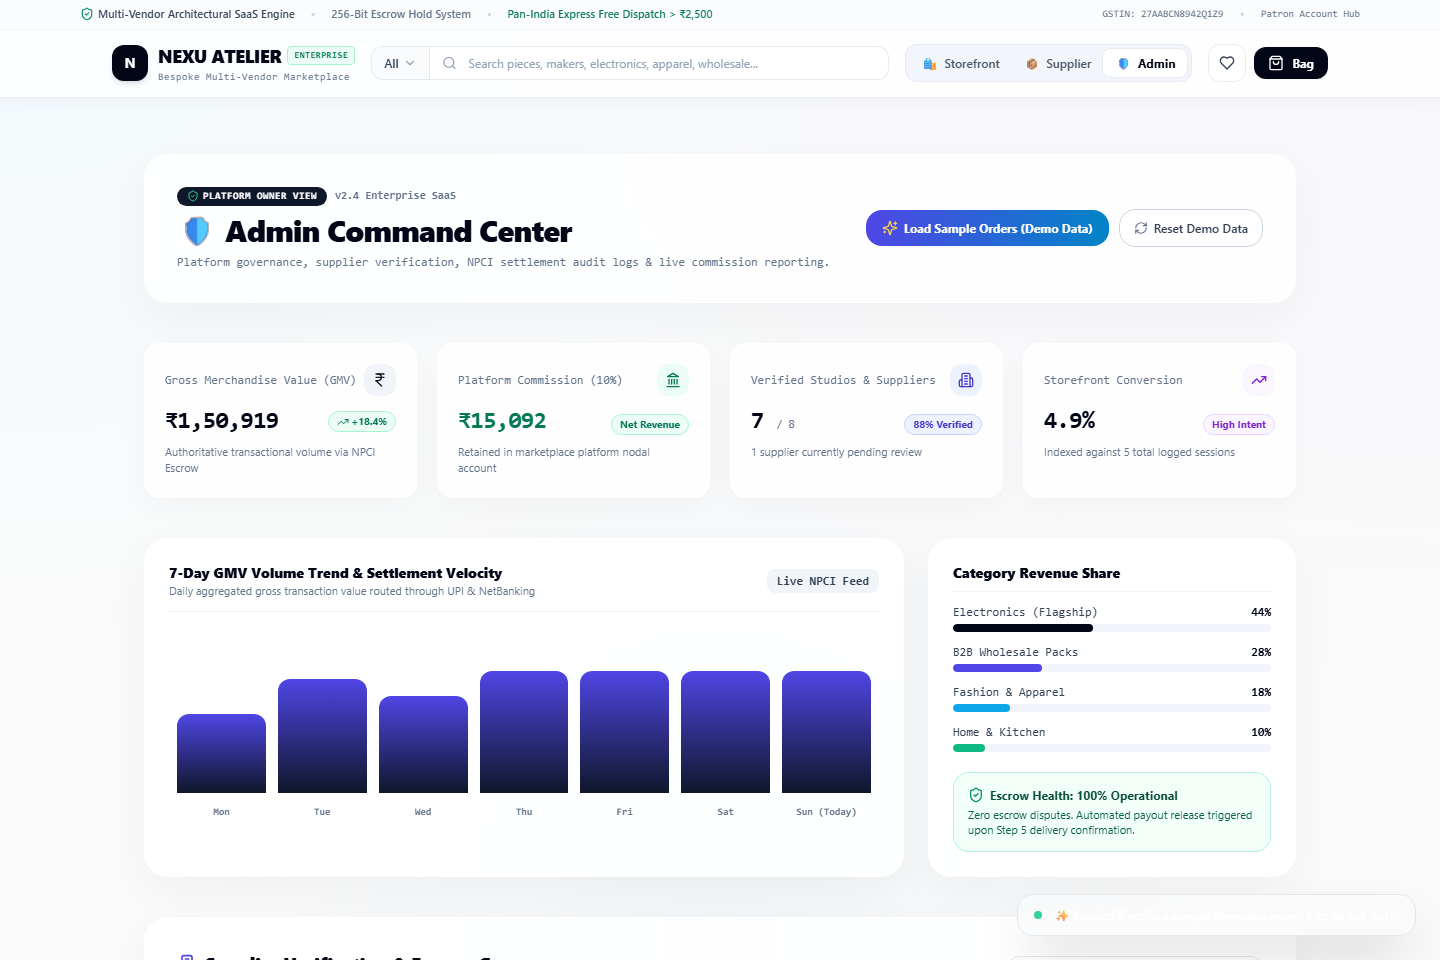 Multi-Vendor Architectural SaaS Engine • 256-Bit Escrow Hold System • Pan-India Express Free Dispatch > ₹2,500
GSTIN: 27AABCN8942Q1Z9 • Patron Account Hub
N
NEXU ATELIER ENTERPRISE
Bespoke Multi-Vendor Marketplace
All
Search pieces, makers, electronics, apparel, wholesale...
Storefront
Supplier
Admin
Bag
PLATFORM OWNER VIEW v2.4 Enterprise SaaS
Admin Command Center
Platform governance, supplier verification, NPCI settlement audit logs & live commission reporting.
Load Sample Orders (Demo Data)
Reset Demo Data
Gross Merchandise Value (GMV) ₹
₹1,50,919 +18.4%
Authoritative transactional volume via NPCI
Escrow
Platform Commission (10%)
₹15,092 Net Revenue
Retained in marketplace platform nodal
account
Verified Studios & Suppliers
7 / 8 88% Verified
1 supplier currently pending review
Storefront Conversion
4.9% High Intent
Indexed against 5 total logged sessions
7-Day GMV Volume Trend & Settlement Velocity
Daily aggregated gross transaction value routed through UPI & NetBanking
Live NPCI Feed
Mon Tue Wed Thu Fri Sat Sun (Today)
Category Revenue Share
Electronics (Flagship) 44%
B2B Wholesale Packs 28%
Fashion & Apparel 18%
Home & Kitchen 10%
Escrow Health: 100% Operational
Zero escrow disputes. Automated payout release triggered
upon Step 5 delivery confirmation.